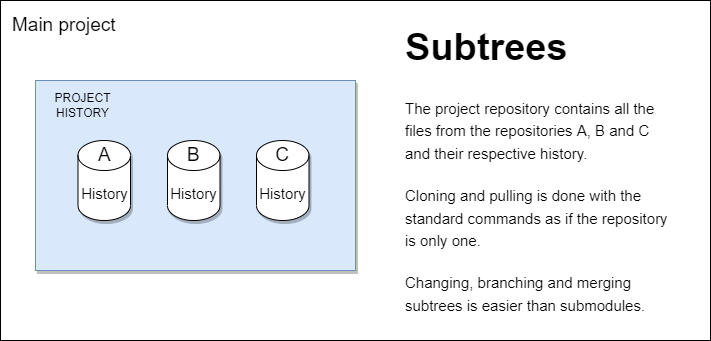 Main project
PROJECT
HISTORY
A
B
C
History
History
History
Subtrees
The project repository contains all the
files from the repositories A, B and C
and their respective history.
Cloning and pulling is done with the
standard commands as if the repository
is only one.
Changing, branching and merging
subtrees is easier than submodules.